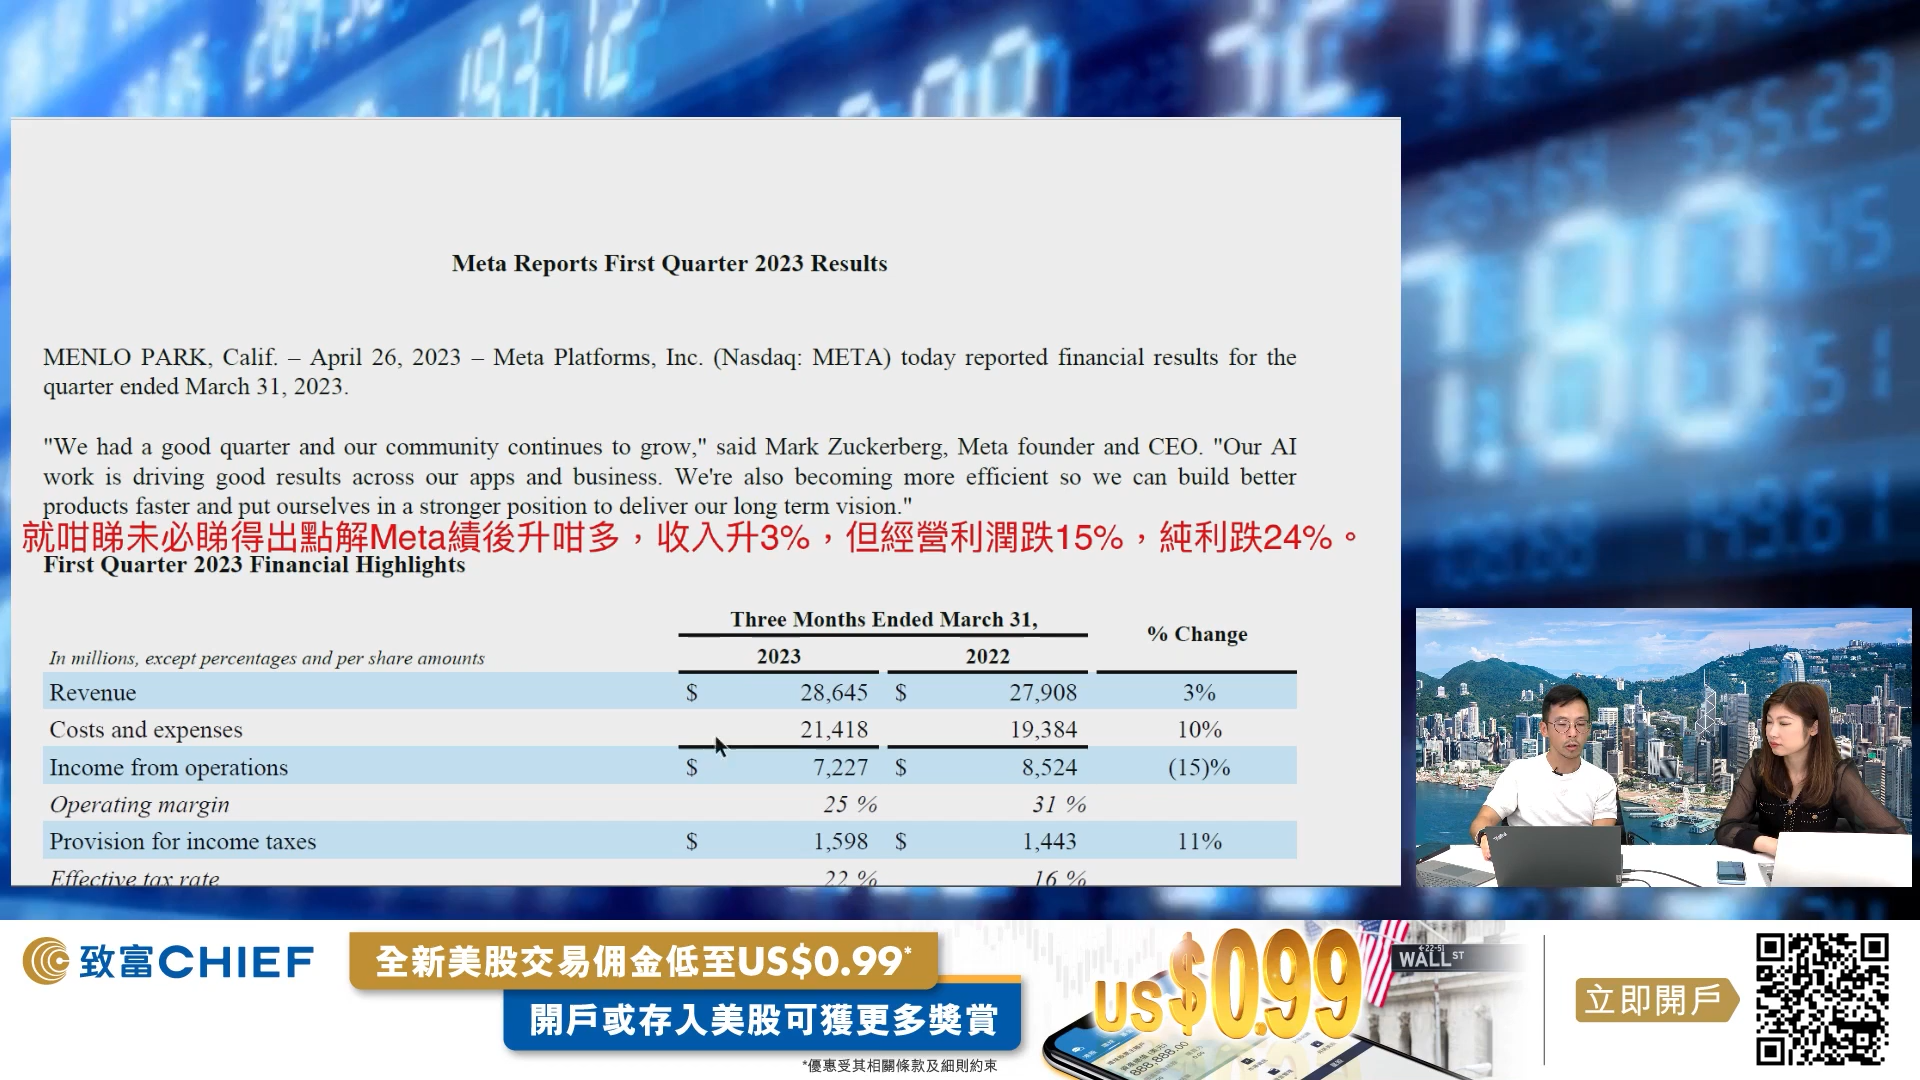 Meta Reports First Quarter 2023 Results
MENLO PARK, Calif. – April 26, 2023 – Meta Platforms, Inc. (Nasdaq: META) today reported financial results for the
quarter ended March 31, 2023.
"We had a good quarter and our community continues to grow," said Mark Zuckerberg, Meta founder and CEO. "Our AI
work is driving good results across our apps and business. We're also becoming more efficient so we can build better
products faster and put ourselves in a stronger position to deliver our long term vision."
就咁睇未必睇得出點解Meta績後升咁多，收入升3%，但經營利潤跌15%，純利跌24%。
First Quarter 2023 Financial Highlights
Three Months Ended March 31,
% Change
In millions, except percentages and per share amounts 2023 2022
Revenue $ 28,645 $ 27,908 3%
Costs and expenses 21,418 19,384 10%
Income from operations $ 7,227 $ 8,524 (15)%
Operating margin 25 % 31 %
Provision for income taxes $ 1,598 $ 1,443 11%
Effective tax rate 22 % 16 %
致富CHIEF
全新美股交易佣金低至US$0.99*
開戶或存入美股可獲更多獎賞
*優惠受其相關條款及細則約束
US$0.99
WALL ST
立即開戶
1.80
355.23